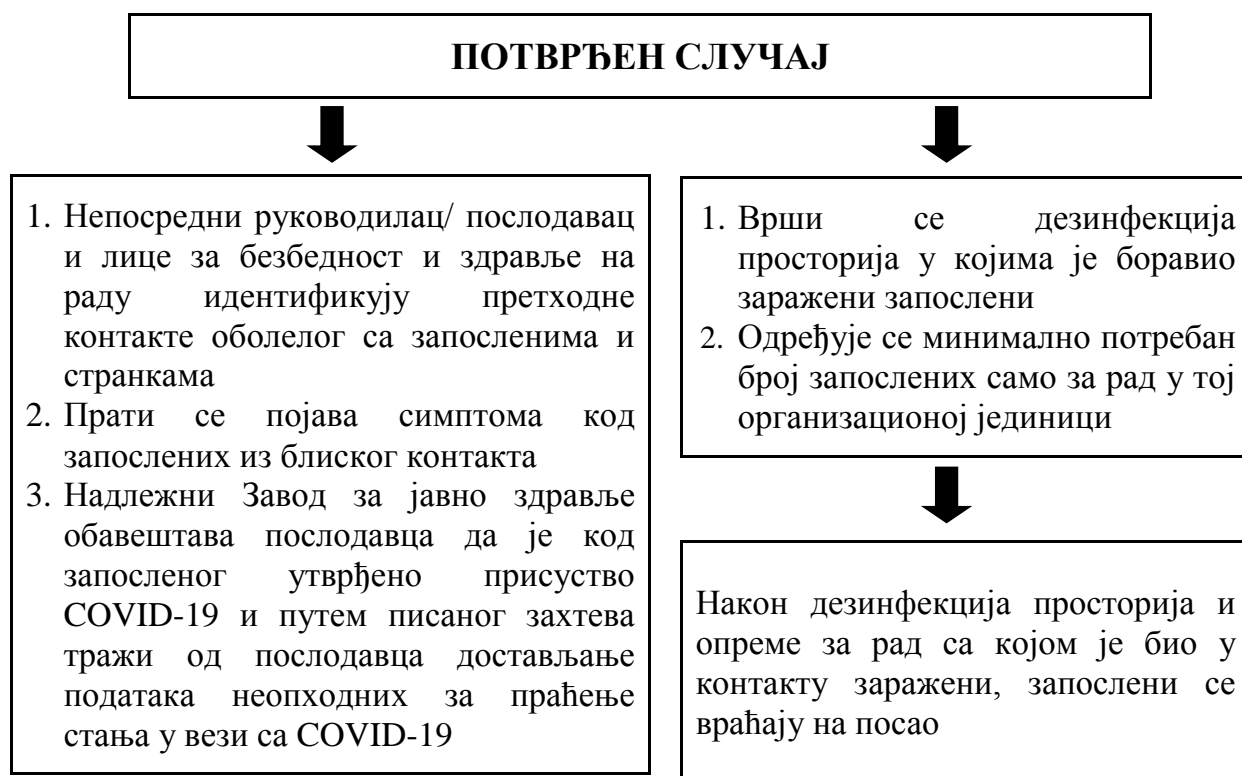 ПОТВРЂЕН СЛУЧАЈ
1. Непосредни руководилац/ послодавац
и лице за безбедност и здравље на
раду идентификују претходне
контакте оболелог са запосленима и
странкама
2. Прати се појава симптома код
запослених из блиског контакта
3. Надлежни Завод за јавно здравље
обавештава послодавца да је код
запосленог утврђено присуство
COVID-19 и путем писаног захтева
тражи од послодавца достављање
података неопходних за праћење
стања у вези са COVID-19
1. Врши се дезинфекција
просторија у којима је боравио
заражени запослени
2. Одређује се минимално потребан
број запослених само за рад у тој
организационој јединици
Након дезинфекција просторија и
опреме за рад са којом је био у
контакту заражени, запослени се
враћају на посао